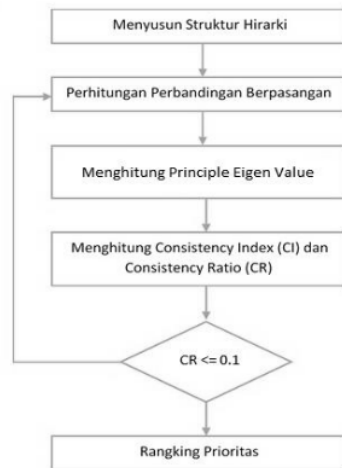 Menyusun Struktur Hirarki
Perhitungan Perbandingan Berpasangan
Menghitung Principle Eigen Value
Menghitung Consistency Index (CI) dan
Consistency Ratio (CR)
CR <= 0.1
Rangking Prioritas